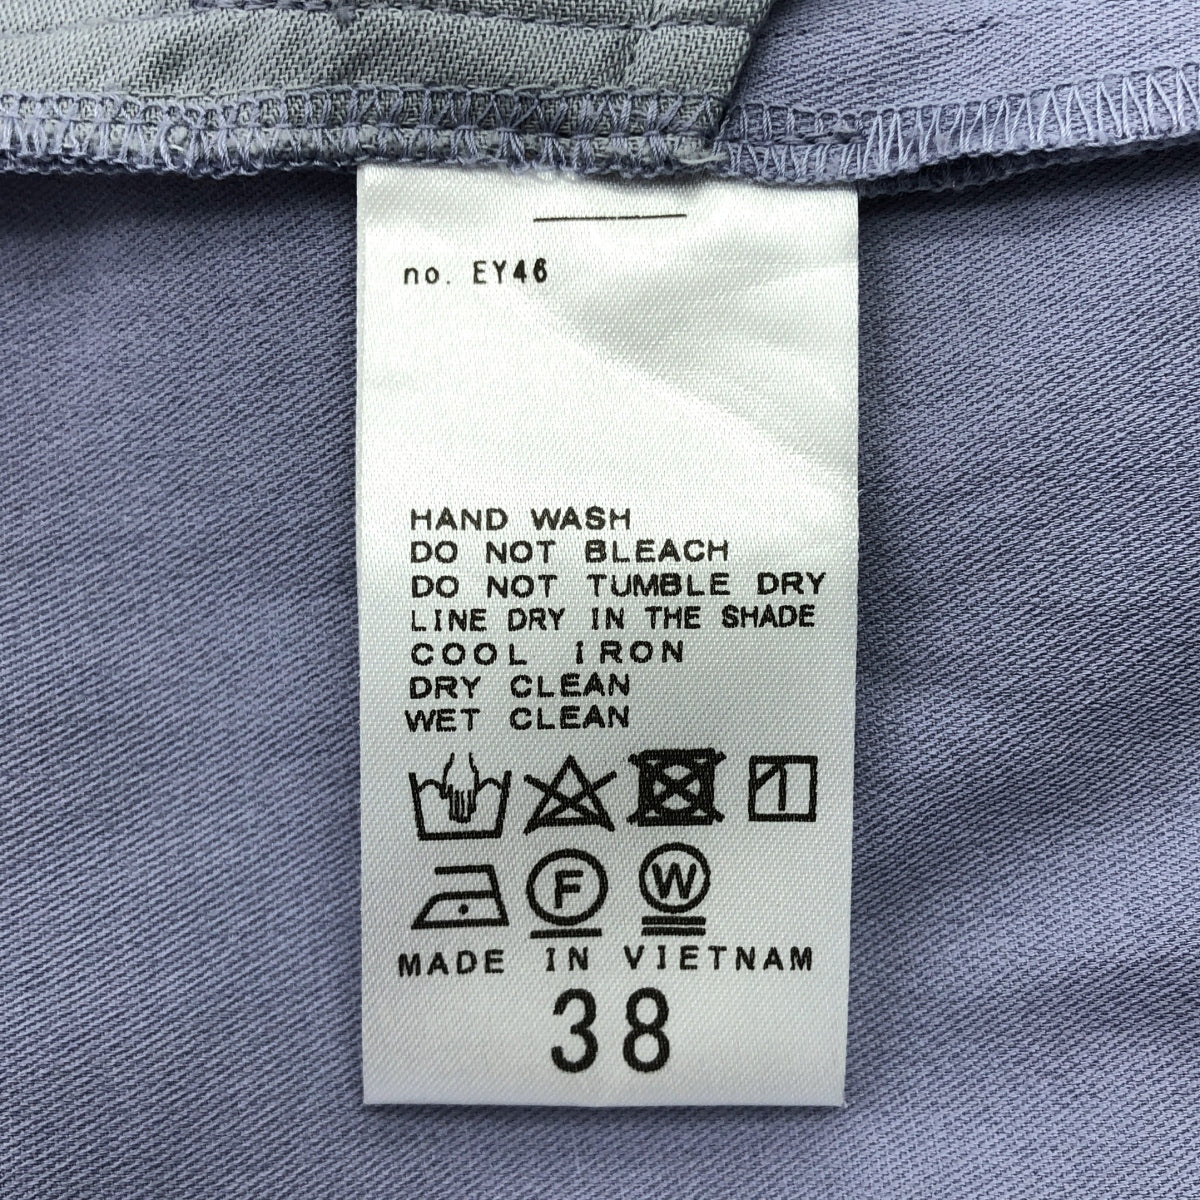 no. EY46
HAND WASH
DO NOT BLEACH
DO NOT TUMBLE DRY
LINE DRY IN THE SHADE
COOL IRON
DRY CLEAN
WET CLEAN
F W
MADE IN VIETNAM
38